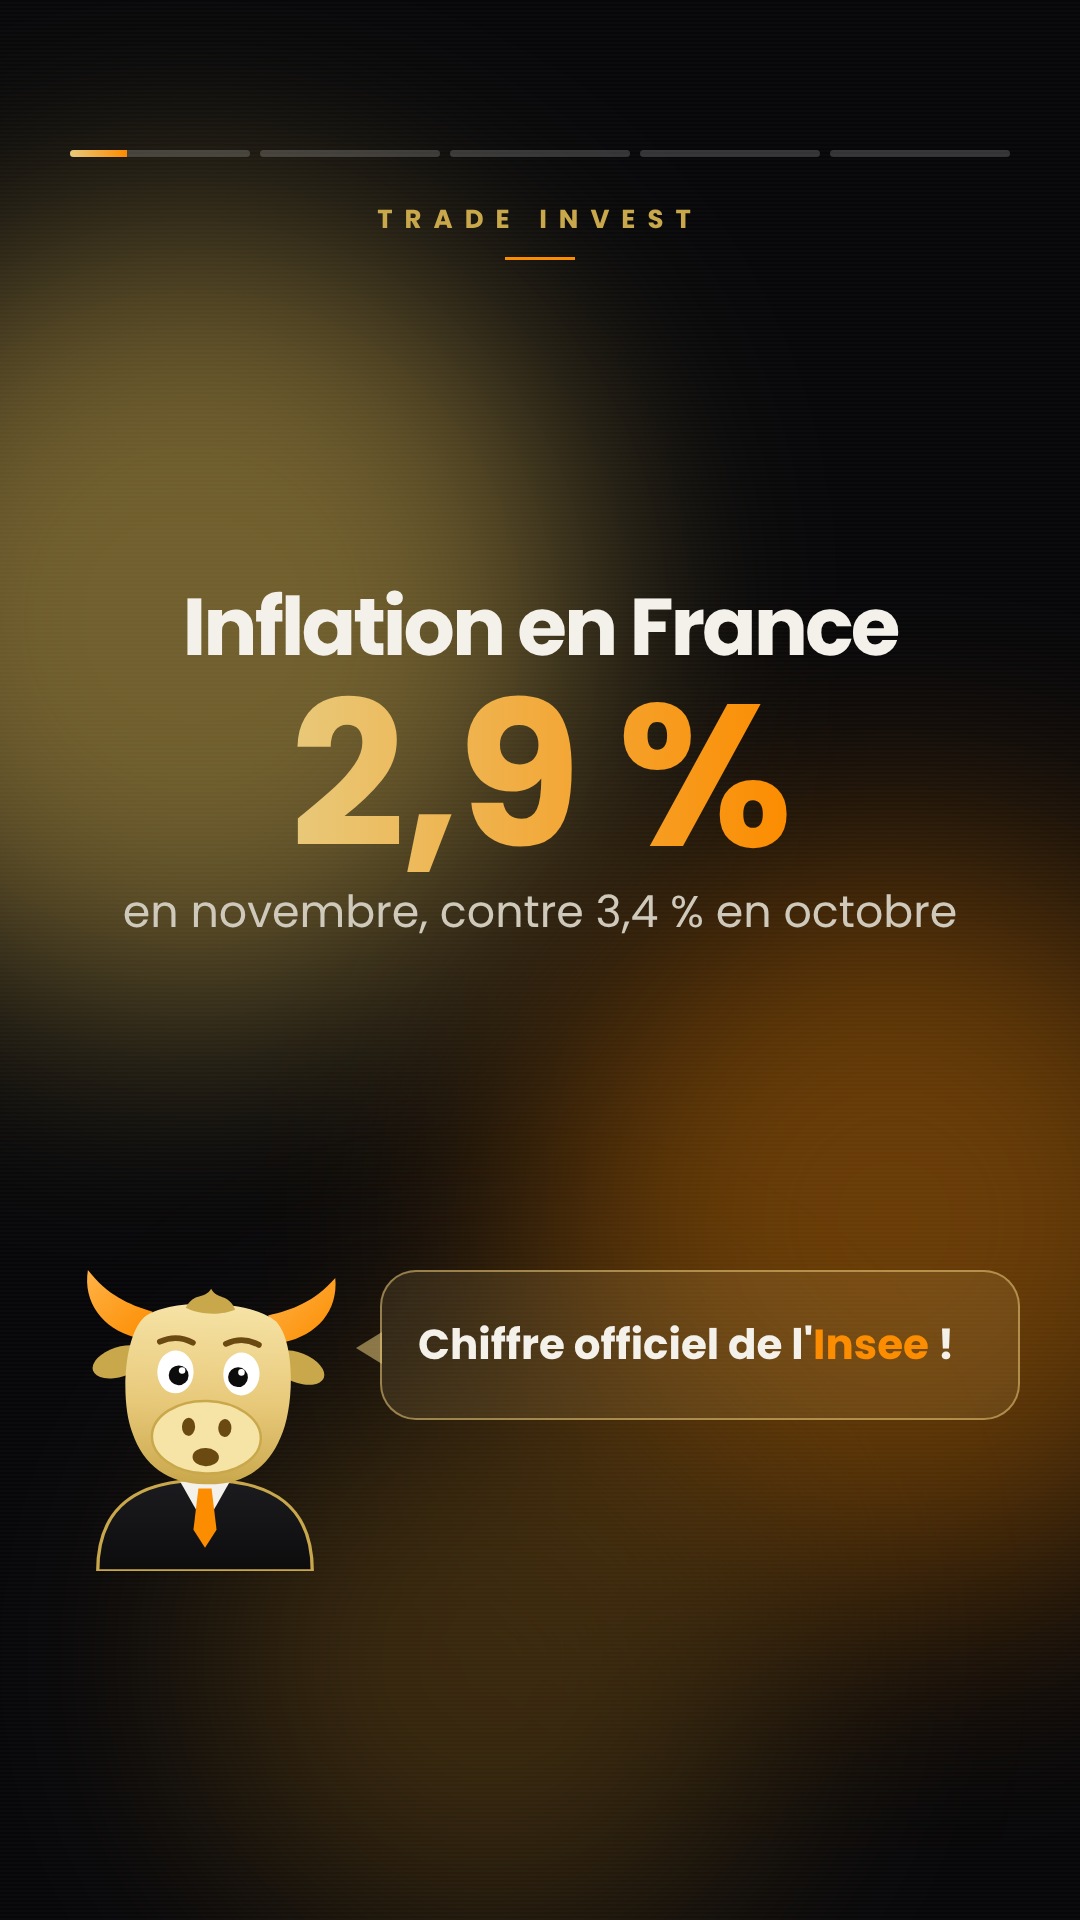 TRADE INVEST
Inflation en France
2,9 %
en novembre, contre 3,4 % en octobre
Chiffre officiel de l'Insee !